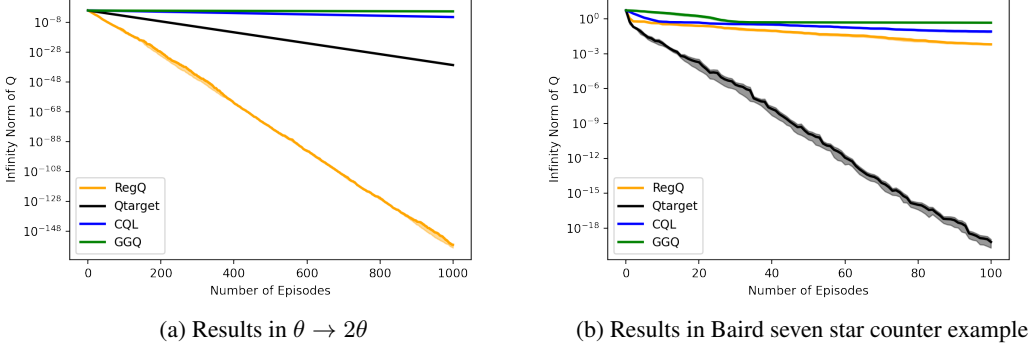 10⁻⁸
10⁻²⁸
10⁻⁴⁸
10⁻⁶⁸
10⁻⁸⁸
10⁻¹⁰⁸
10⁻¹²⁸
10⁻¹⁴⁸
Infinity Norm of Q
RegQ
Qtarget
CQL
GGQ
0 200 400 600 800 1000
Number of Episodes
(a) Results in θ → 2θ
10⁰
10⁻³
10⁻⁶
10⁻⁹
10⁻¹²
10⁻¹⁵
10⁻¹⁸
Infinity Norm of Q
RegQ
Qtarget
CQL
GGQ
0 20 40 60 80 100
Number of Episodes
(b) Results in Baird seven star counter example